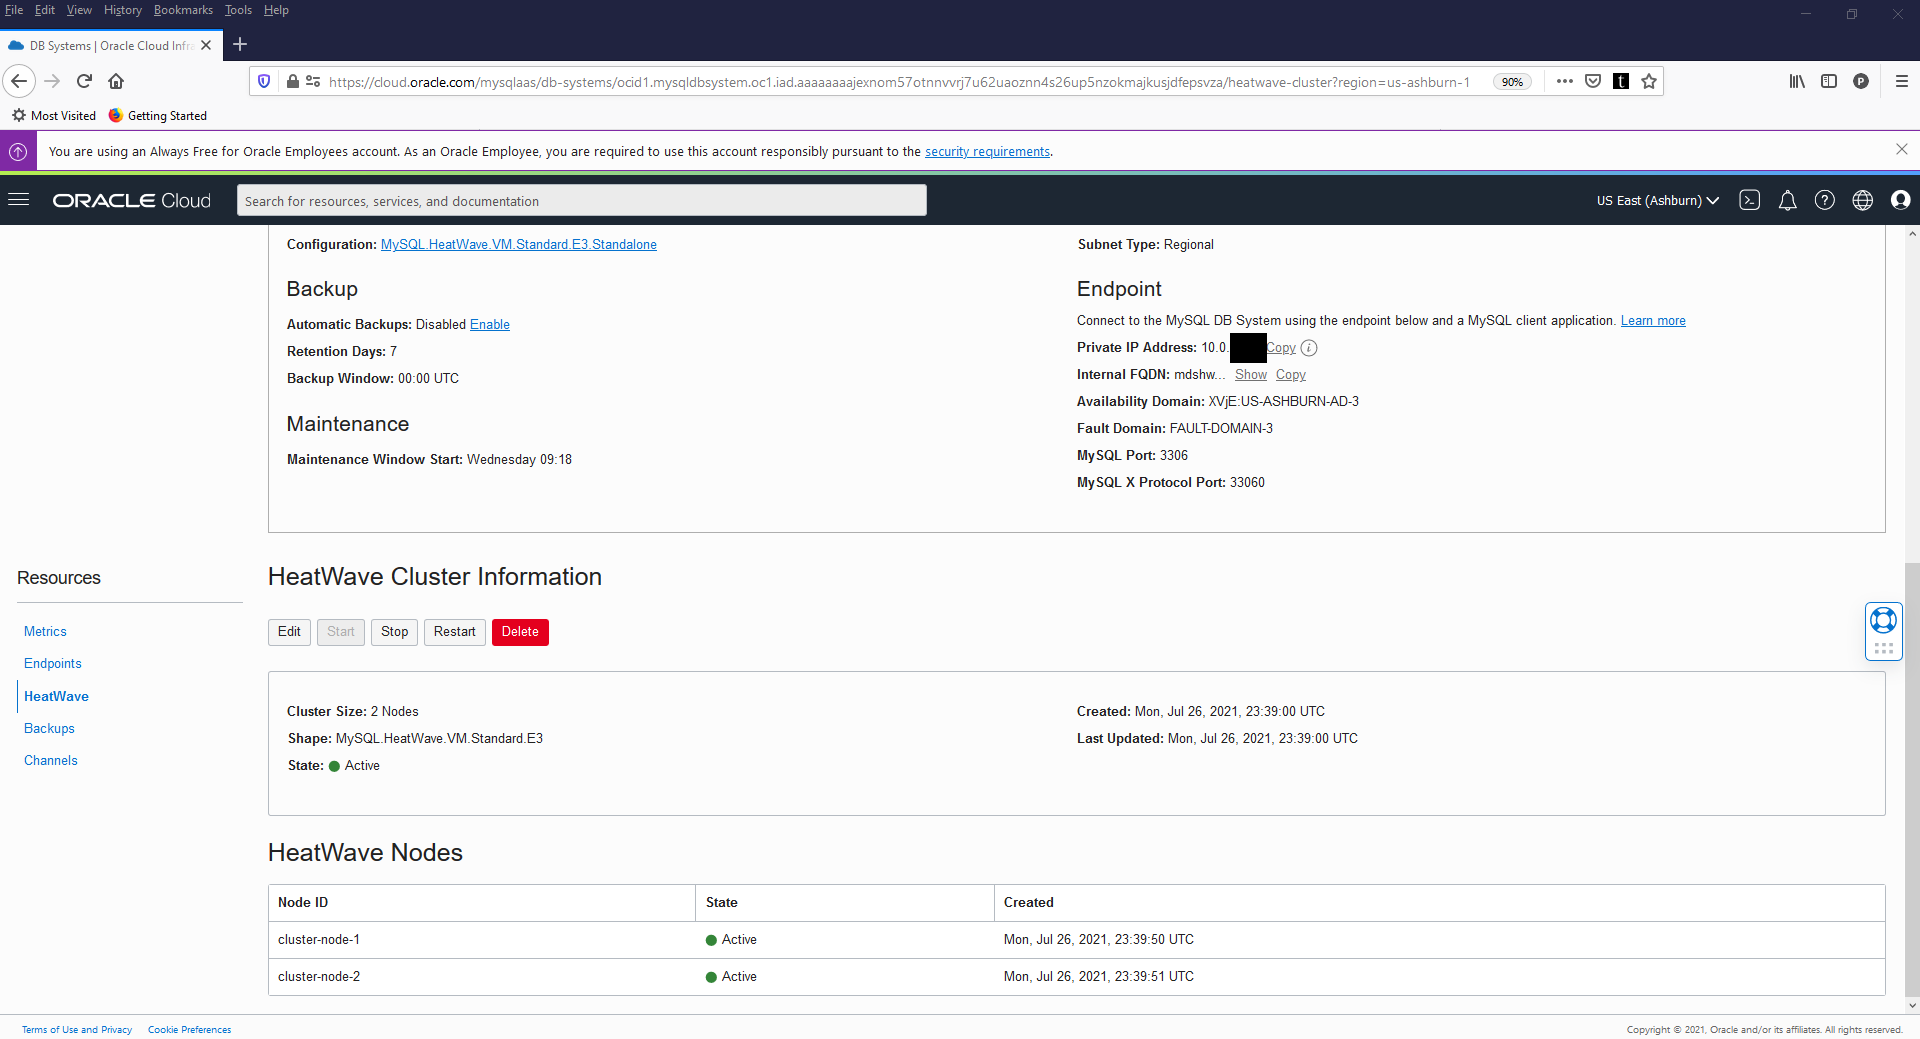 File Edit View History Bookmarks Tools Help
DB Systems | Oracle Cloud Infra
https://cloud.oracle.com/mysqlaas/db-systems/ocid1.mysqldbsystem.oc1.iad.aaaaaaaajexnom57otnnvvrj7u62uaoznn4s26up5nzokmajkusjdfepsvza/heatwave-cluster?region=us-ashburn-1 90% t P
Most Visited Getting Started
You are using an Always Free for Oracle Employees account. As an Oracle Employee, you are required to use this account responsibly pursuant to the security requirements.
ORACLE Cloud Search for resources, services, and documentation US East (Ashburn)
Configuration: MySQL.HeatWave.VM.Standard.E3.Standalone
Backup
Automatic Backups: Disabled Enable
Retention Days: 7
Backup Window: 00:00 UTC
Maintenance
Maintenance Window Start: Wednesday 09:18
Subnet Type: Regional
Endpoint
Connect to the MySQL DB System using the endpoint below and a MySQL client application. Learn more
Private IP Address: 10.0. Copy
Internal FQDN: mdshw... Show Copy
Availability Domain: XVjE:US-ASHBURN-AD-3
Fault Domain: FAULT-DOMAIN-3
MySQL Port: 3306
MySQL X Protocol Port: 33060
Resources
Metrics
Endpoints
HeatWave
Backups
Channels
HeatWave Cluster Information
Edit Start Stop Restart Delete
Cluster Size: 2 Nodes
Shape: MySQL.HeatWave.VM.Standard.E3
State: Active
Created: Mon, Jul 26, 2021, 23:39:00 UTC
Last Updated: Mon, Jul 26, 2021, 23:39:00 UTC
HeatWave Nodes
Node ID State Created
cluster-node-1 Active Mon, Jul 26, 2021, 23:39:50 UTC
cluster-node-2 Active Mon, Jul 26, 2021, 23:39:51 UTC
Terms of Use and Privacy Cookie Preferences Copyright © 2021, Oracle and/or its affiliates. All rights reserved.